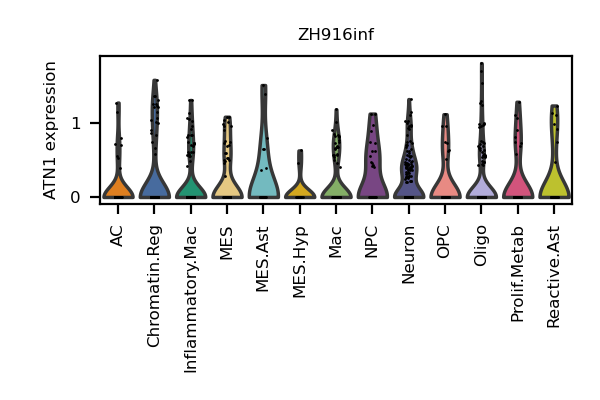 ZH916inf
ATN1 expression
1
0
AC
Chromatin.Reg
Inflammatory.Mac
MES
MES.Ast
MES.Hyp
Mac
NPC
Neuron
OPC
Oligo
Prolif.Metab
Reactive.Ast